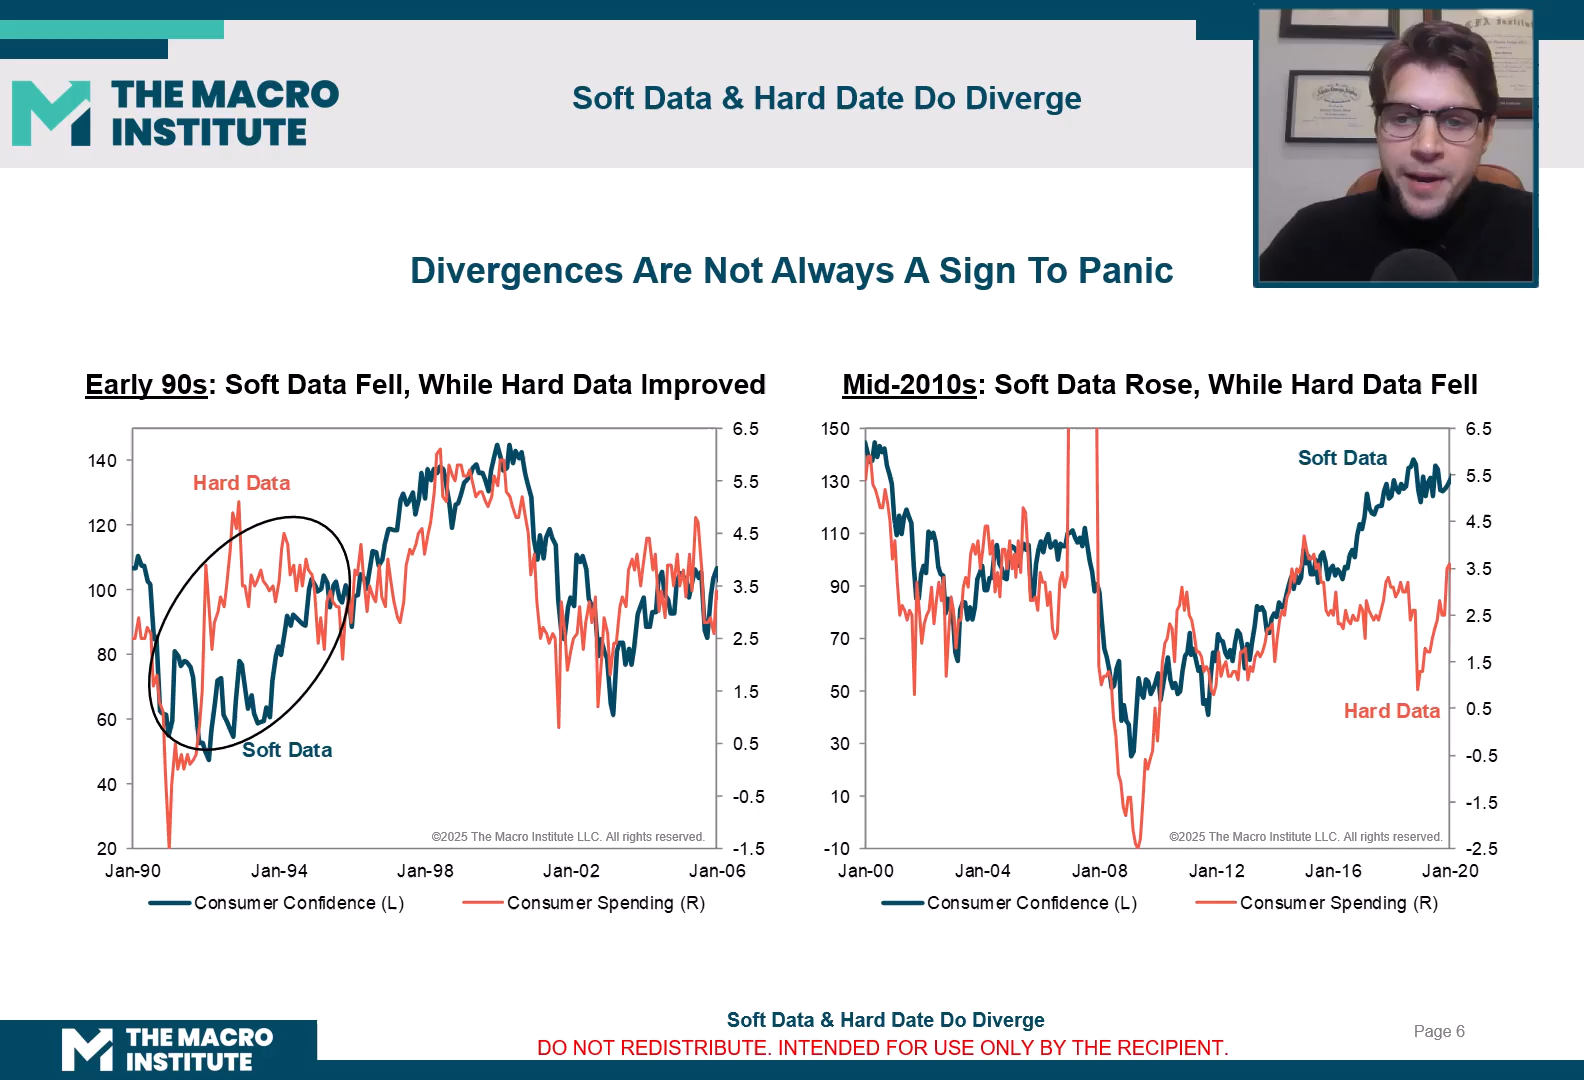 THE MACRO
INSTITUTE
Soft Data & Hard Date Do Diverge
CFA Institute
Divergences Are Not Always A Sign To Panic
Early 90s: Soft Data Fell, While Hard Data Improved
140
120
100
80
60
40
20
6.5
5.5
4.5
3.5
2.5
1.5
0.5
-0.5
-1.5
Hard Data
Soft Data
©2025 The Macro Institute LLC. All rights reserved.
Jan-90 Jan-94 Jan-98 Jan-02 Jan-06
Consumer Confidence (L) Consumer Spending (R)
Mid-2010s: Soft Data Rose, While Hard Data Fell
150
130
110
90
70
50
30
10
-10
6.5
5.5
4.5
3.5
2.5
1.5
0.5
-0.5
-1.5
-2.5
Soft Data
Hard Data
©2025 The Macro Institute LLC. All rights reserved.
Jan-00 Jan-04 Jan-08 Jan-12 Jan-16 Jan-20
Consumer Confidence (L) Consumer Spending (R)
THE MACRO
INSTITUTE
Soft Data & Hard Date Do Diverge
DO NOT REDISTRIBUTE. INTENDED FOR USE ONLY BY THE RECIPIENT.
Page 6